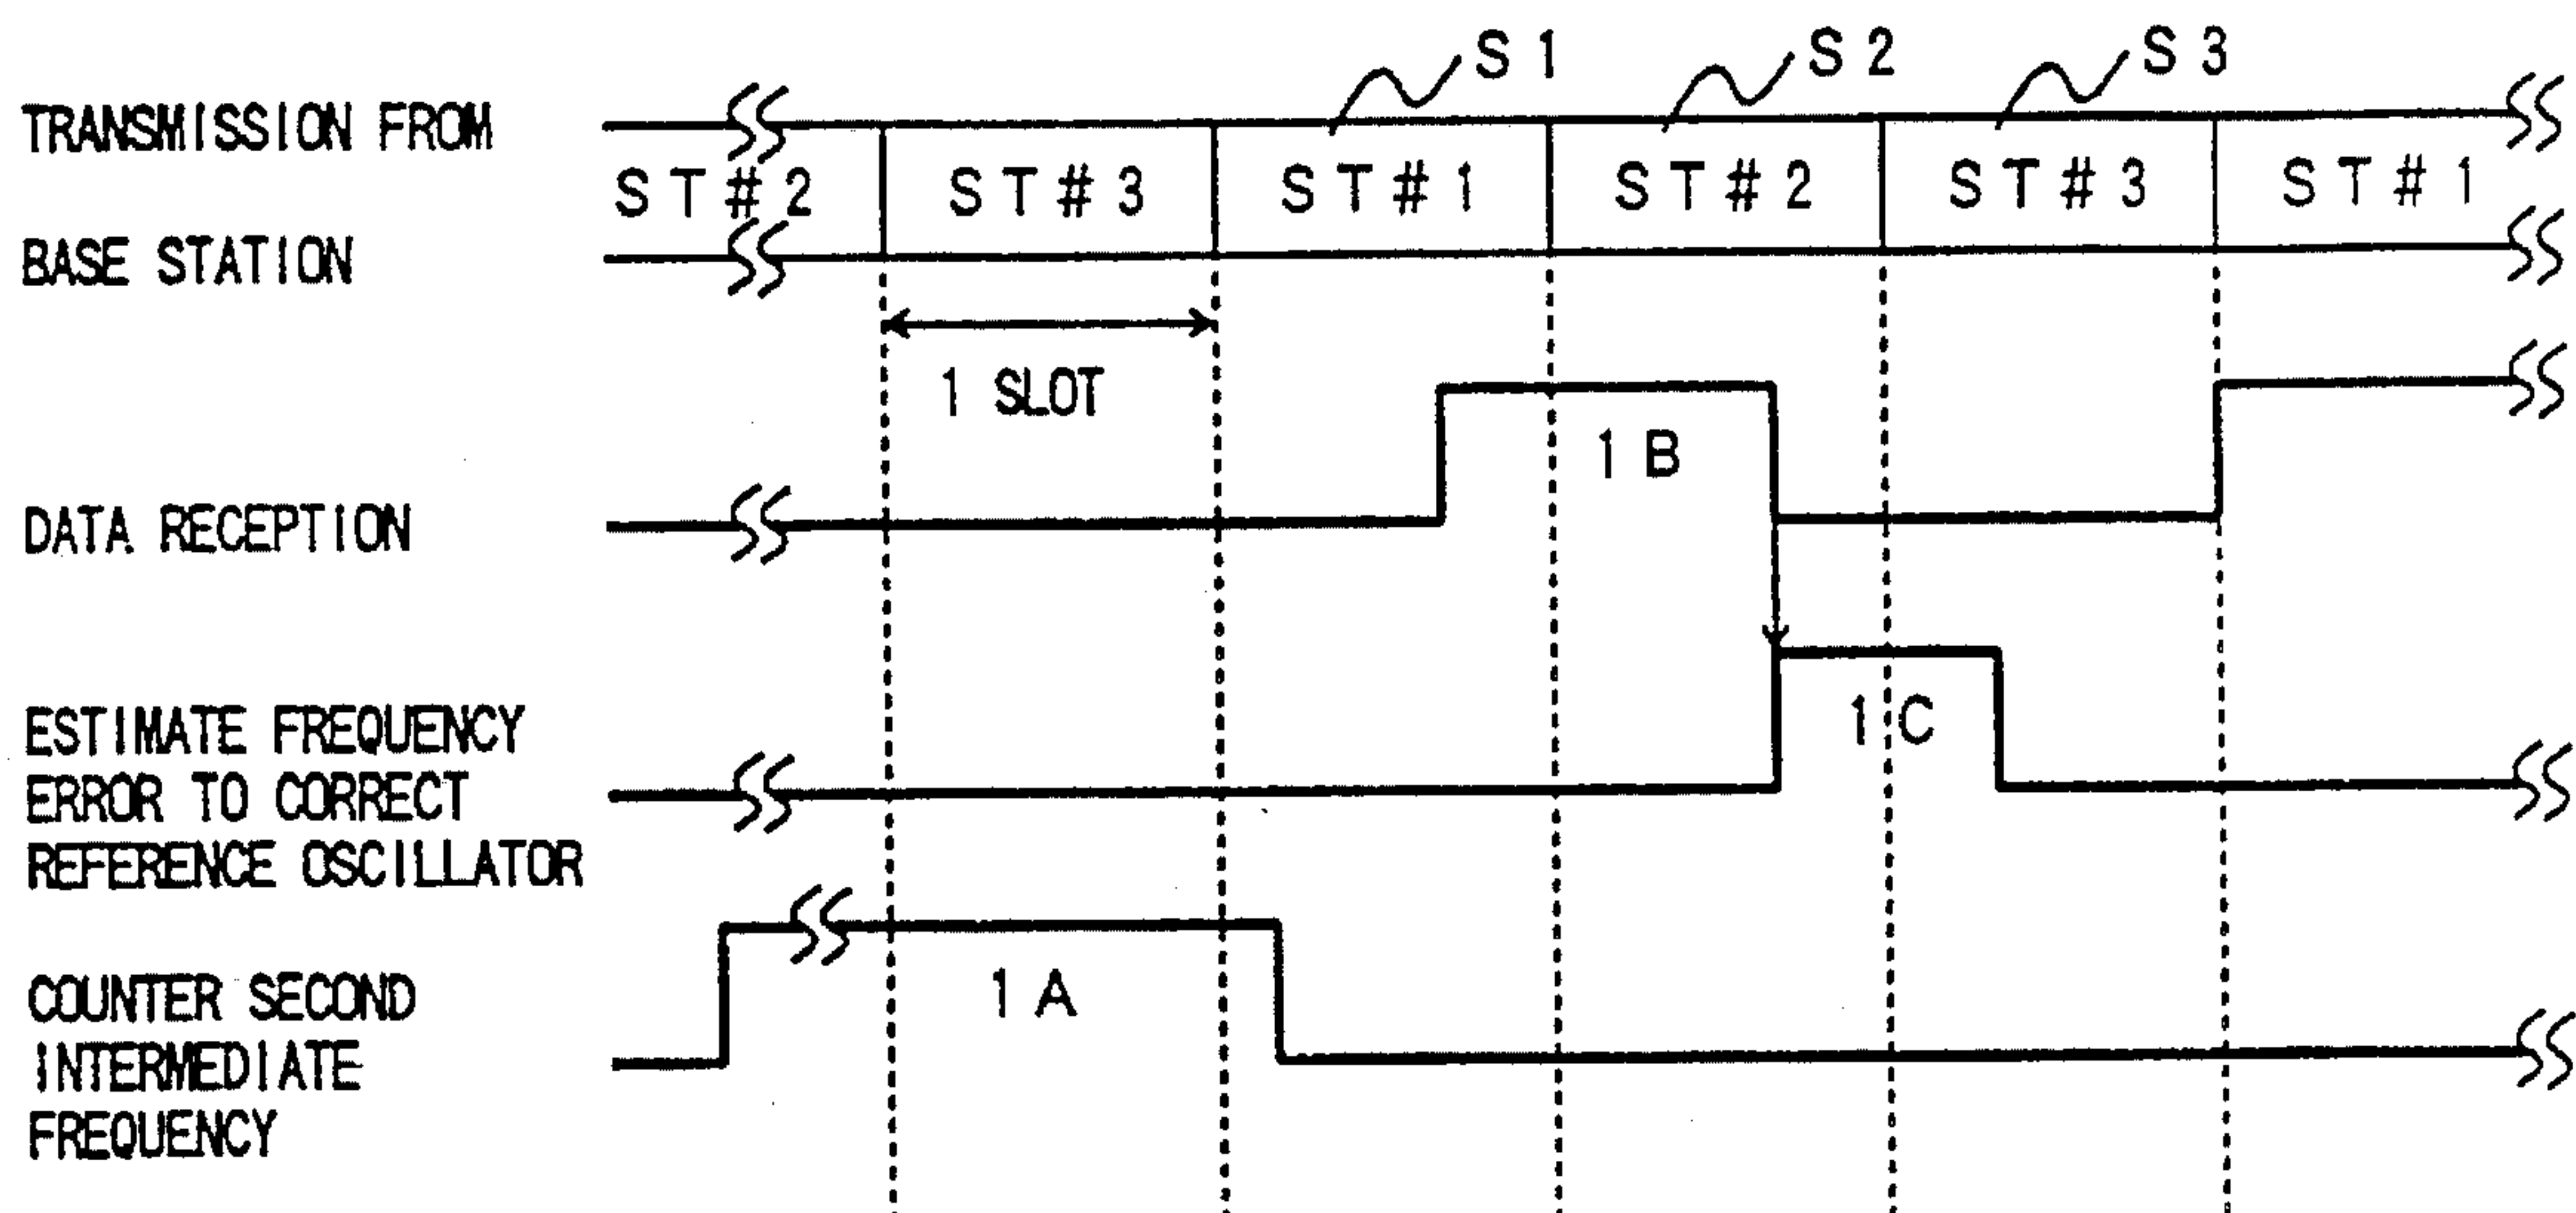 S1 S2 S3
TRANSMISSION FROM
ST#2 ST#3 ST#1 ST#2 ST#3 ST#1
BASE STATION
1 SLOT
1B
DATA RECEPTION
1C
ESTIMATE FREQUENCY
ERROR TO CORRECT
REFERENCE OSCILLATOR
1A
COUNTER SECOND
INTERMEDIATE
FREQUENCY